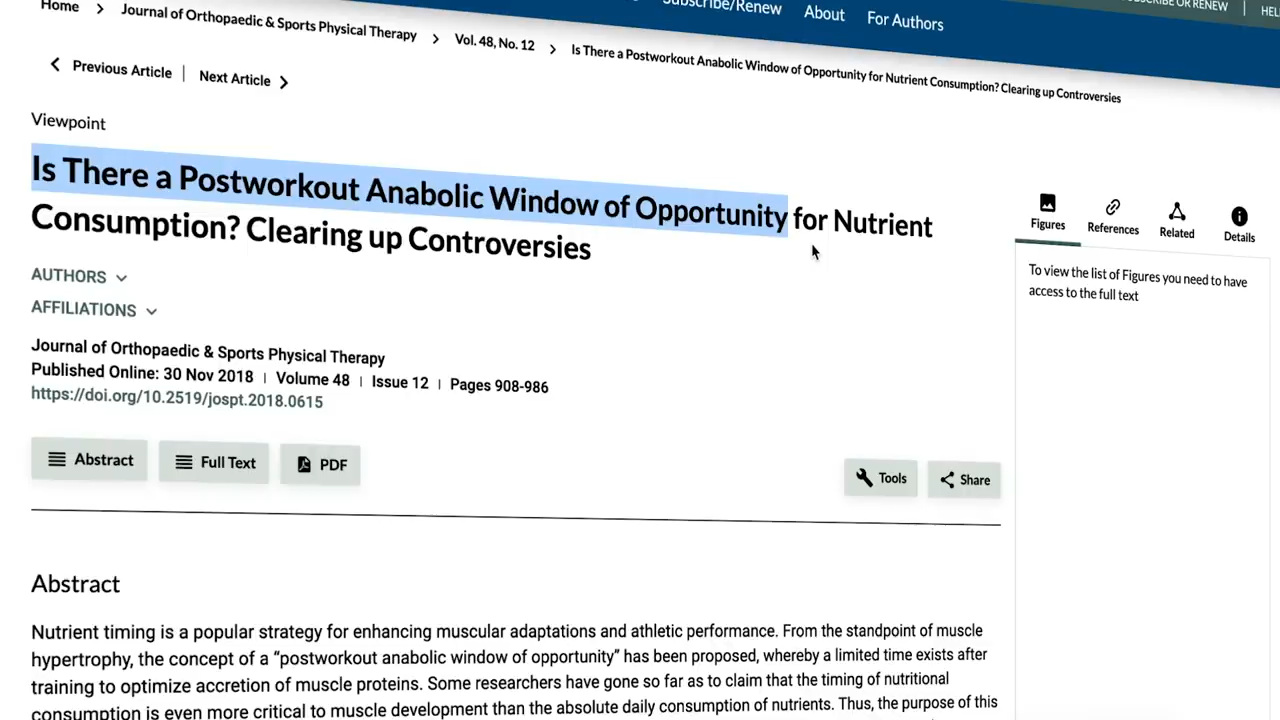 Subscribe/Renew About For Authors
SUBSCRIBE OR RENEW
Home > Journal of Orthopaedic & Sports Physical Therapy > Vol. 48, No. 12 > Is There a Postworkout Anabolic Window of Opportunity for Nutrient Consumption? Clearing up Controversies
< Previous Article | Next Article >
Viewpoint
Is There a Postworkout Anabolic Window of Opportunity for Nutrient
Consumption? Clearing up Controversies
AUTHORS
AFFILIATIONS
Journal of Orthopaedic & Sports Physical Therapy
Published Online: 30 Nov 2018 | Volume 48 | Issue 12 | Pages 908-986
https://doi.org/10.2519/jospt.2018.0615
Abstract Full Text PDF
Tools Share
Figures References Related Details
To view the list of Figures you need to have
access to the full text
Abstract
Nutrient timing is a popular strategy for enhancing muscular adaptations and athletic performance. From the standpoint of muscle
hypertrophy, the concept of a “postworkout anabolic window of opportunity” has been proposed, whereby a limited time exists after
training to optimize accretion of muscle proteins. Some researchers have gone so far as to claim that the timing of nutritional
consumption is even more critical to muscle development than the absolute daily consumption of nutrients. Thus, the purpose of this